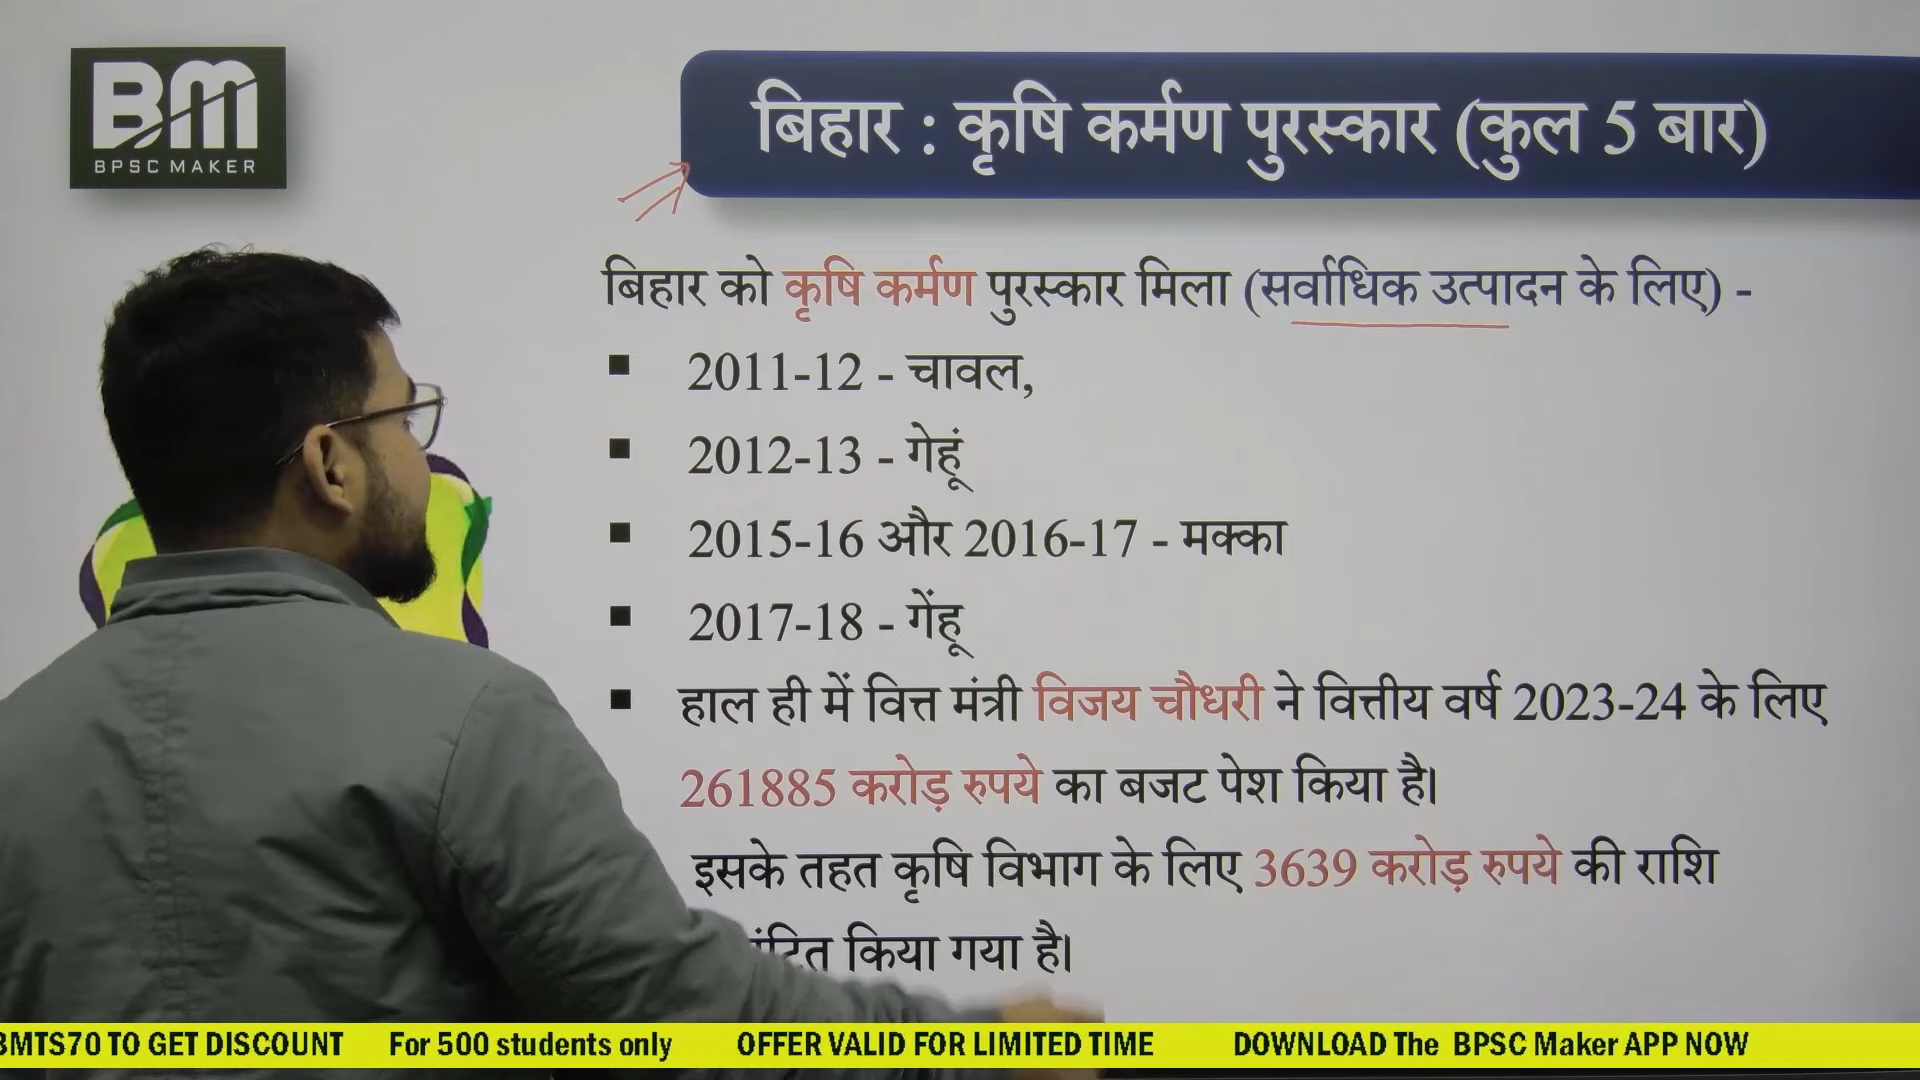 BM
BPSC MAKER
बिहार : कृषि कर्मण पुरस्कार (कुल 5 बार)
बिहार को कृषि कर्मण पुरस्कार मिला (सर्वाधिक उत्पादन के लिए) -
▪ 2011-12 - चावल,
▪ 2012-13 - गेहूं
▪ 2015-16 और 2016-17 - मक्का
▪ 2017-18 - गेंहू
▪ हाल ही में वित्त मंत्री विजय चौधरी ने वित्तीय वर्ष 2023-24 के लिए
261885 करोड़ रुपये का बजट पेश किया है।
इसके तहत कृषि विभाग के लिए 3639 करोड़ रुपये की राशि
किया गया है।
BMTS70 TO GET DISCOUNT For 500 students only OFFER VALID FOR LIMITED TIME DOWNLOAD The BPSC Maker APP NOW